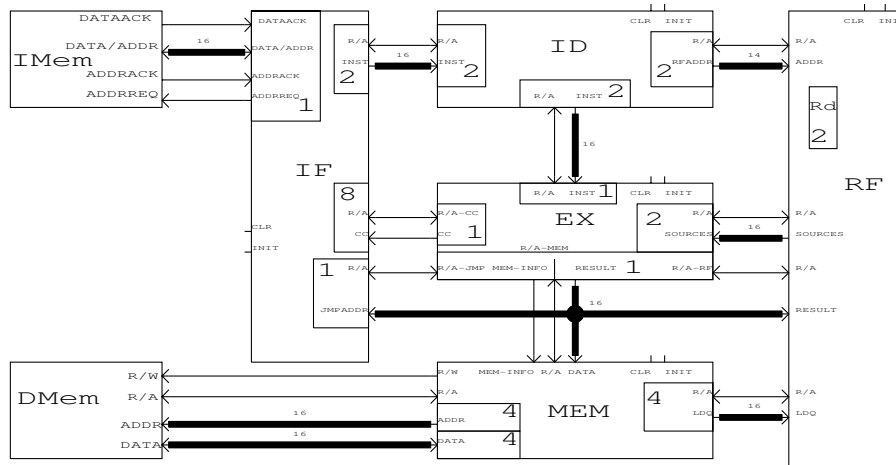 DATAACK
DATA/ADDR
ADDRACK
ADDRREQ
IMem
16
DATAACK
DATA/ADDR
ADDRACK
ADDRREQ
1
IF
CLR
INIT
R/A
INST
2
16
8
R/A
CC
1
R/A
JMPADDR
CLR INIT
ID
R/A
INST
2
R/A INST 2
R/A
RFADDR
2
14
16
R/A INST 1
CLR INIT
EX
R/A-CC
CC
1
R/A
SOURCES
2
16
R/A-MEM
R/A-JMP MEM-INFO RESULT 1 R/A-RF
16
CLR INIT
R/A
ADDR
Rd
2
RF
R/A
SOURCES
R/A
RESULT
R/A
LDQ
R/W
R/A
ADDR
DATA
DMem
16
16
R/W MEM-INFO R/A DATA CLR INIT
R/A
ADDR
4
DATA
4
MEM
4
R/A
LDQ
16